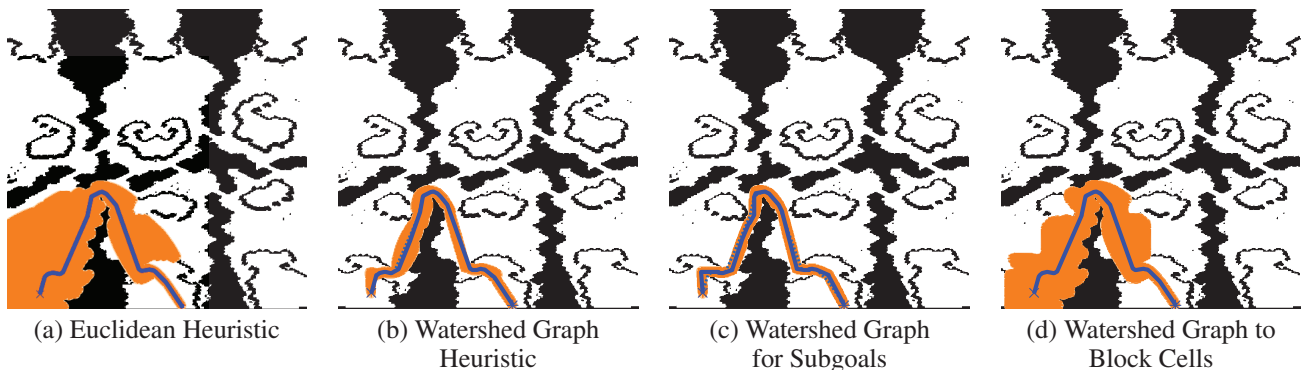 (a) Euclidean Heuristic
(b) Watershed Graph
Heuristic
(c) Watershed Graph
for Subgoals
(d) Watershed Graph to
Block Cells